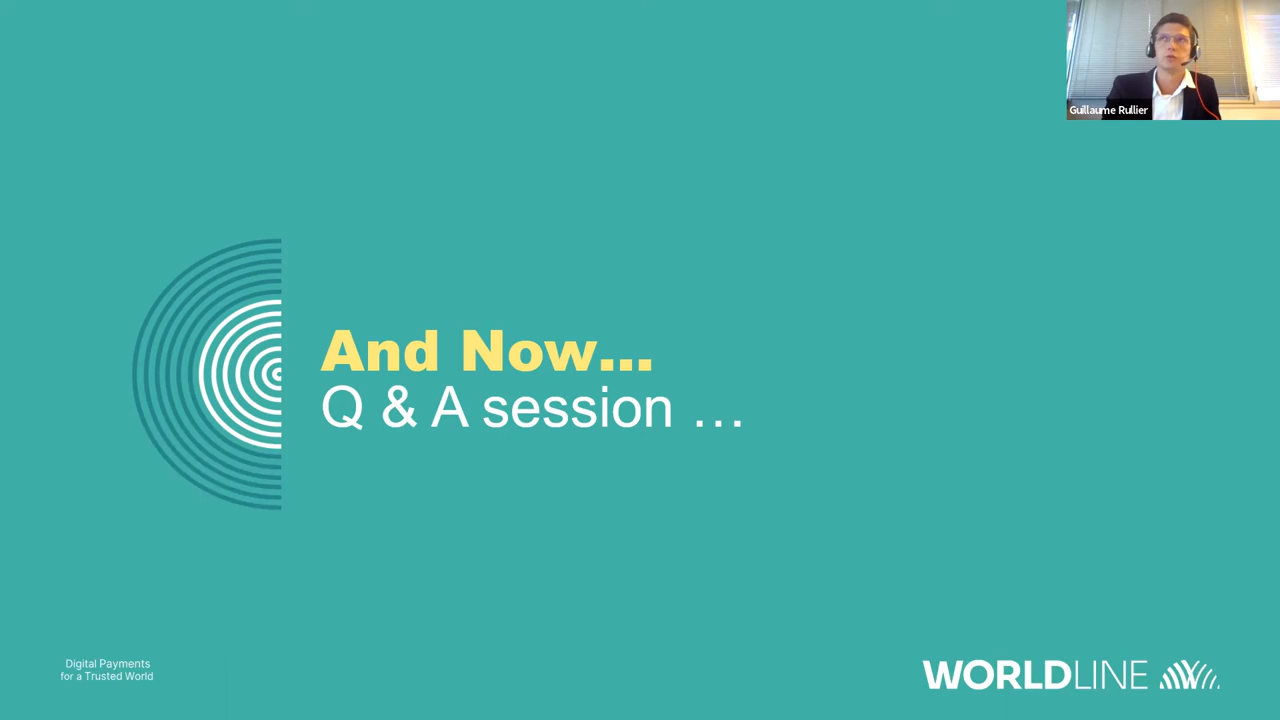 Guillaume Rullier
And Now...
Q & A session ...
Digital Payments
for a Trusted World
WORLDLINE